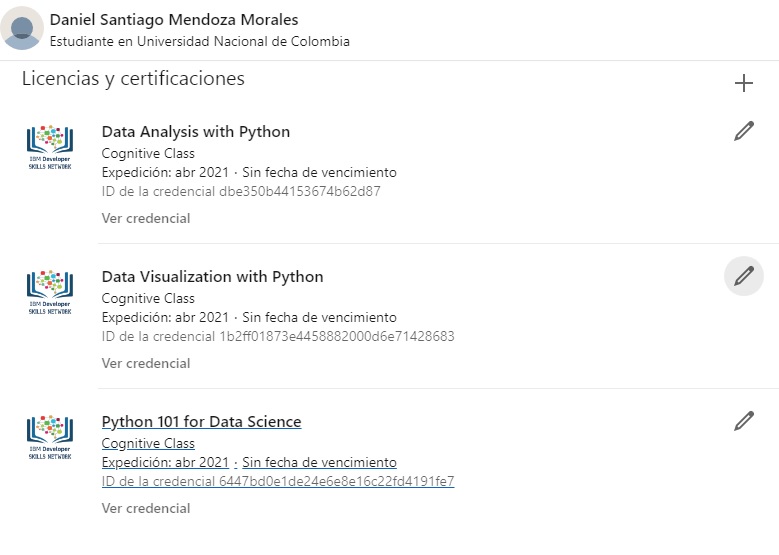 Daniel Santiago Mendoza Morales
Estudiante en Universidad Nacional de Colombia
Licencias y certificaciones
IBM Developer
SKILLS NETWORK
Data Analysis with Python
Cognitive Class
Expedición: abr 2021 · Sin fecha de vencimiento
ID de la credencial dbe350b44153674b62d87
Ver credencial
IBM Developer
SKILLS NETWORK
Data Visualization with Python
Cognitive Class
Expedición: abr 2021 · Sin fecha de vencimiento
ID de la credencial 1b2ff01873e4458882000d6e71428683
Ver credencial
IBM Developer
SKILLS NETWORK
Python 101 for Data Science
Cognitive Class
Expedición: abr 2021 · Sin fecha de vencimiento
ID de la credencial 6447bd0e1de24e6e8e16c22fd4191fe7
Ver credencial